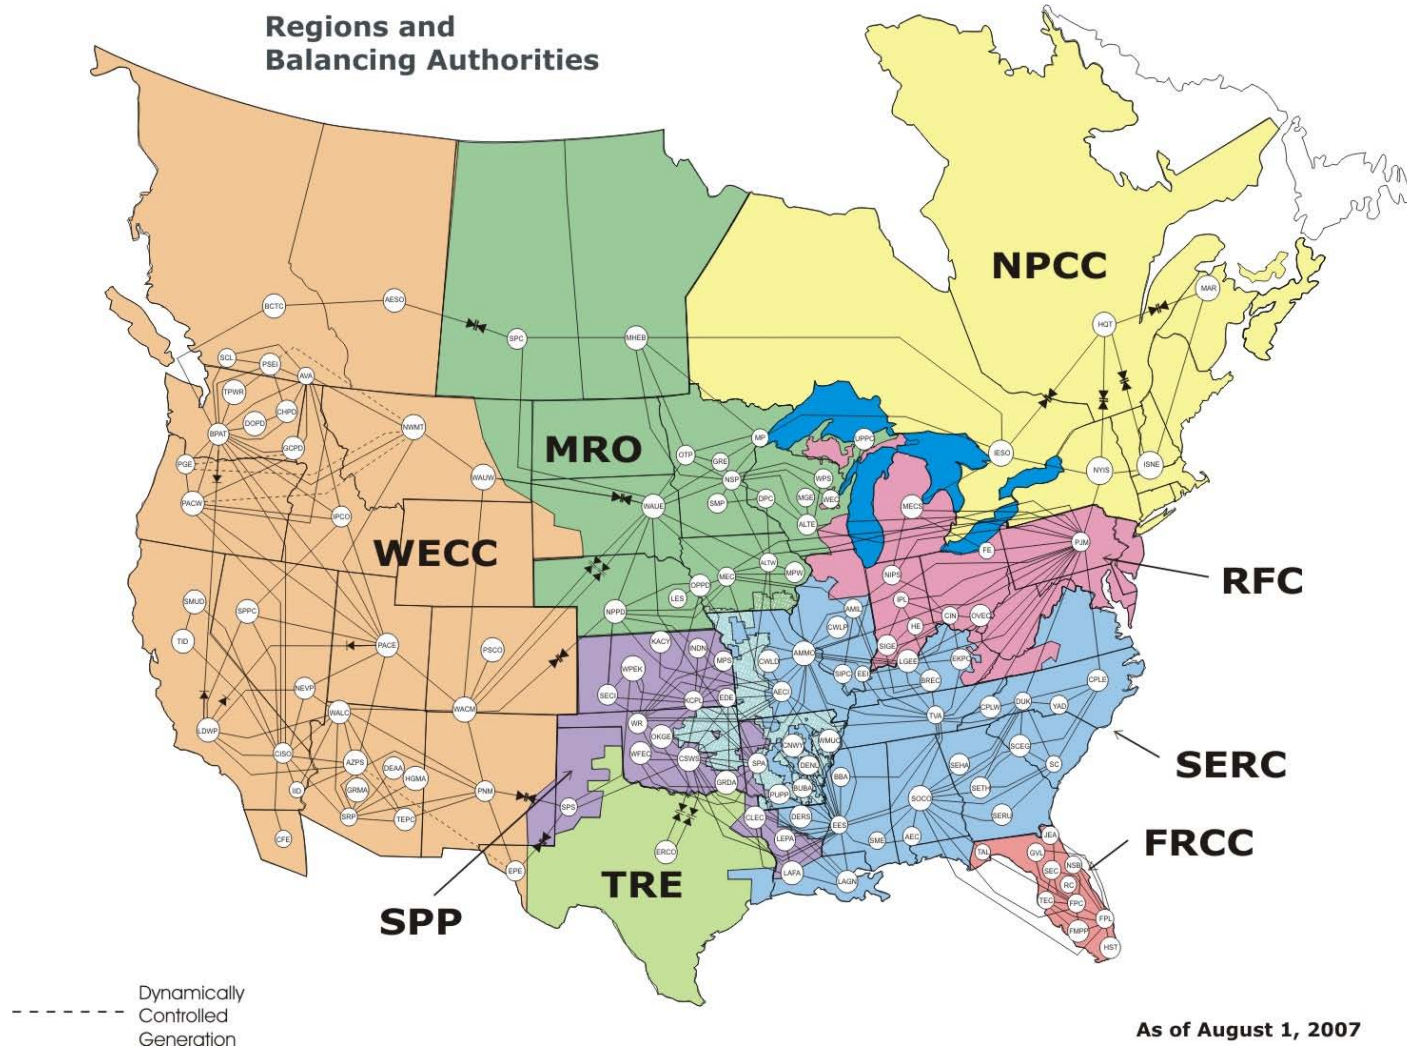 Regions and
Balancing Authorities
NPCC
MAR
HQT
BCTC
AESO
SPC
MHEB
SCL
PSEI
AVA
TPWR
CHPD
DOPD
BPAT
GCPD
NWMT
PGE
WAUW
PACW
IPCO
MRO
OTP
GRE
MP
UPPC
NSP
SMP
DPC
WPS
MGE
WEC
ALTE
WAUE
IESO
NYIS
ISNE
MECS
FE
PJM
WECC
RFC
SMUD
SPPC
TID
PACE
PSCO
NEVP
WALC
WACM
LDWP
CISO
AZPS
DEAA
HGMA
GRMA
IID
SRP
TEPC
PNM
CFE
EPE
NPPD
LES
OPPD
MEC
ALTW
MPW
NIPS
IPL
CIN
OVEC
HE
SIGE
LGEE
EKPC
BREC
AMIL
CWLP
AMMO
SIPC
EEI
CWLD
AECI
KACY
INDN
MPS
WPEK
SECI
KCPL
EDE
WR
OKGE
WFEC
CSWS
GRDA
SPA
SPS
CNWY
WMUC
DENL
PUPP
BUBA
BBA
CLEC
DERS
LEPA
EES
LAFA
LAGN
SME
AEC
SOCO
TVA
CPLW
DUK
YAD
CPLE
SCEG
SC
SEHA
SETH
SERU
SERC
FRCC
JEA
TAL
GVL
NSB
SEC
RC
TEC
FPC
FPL
FMPP
HST
ERCO
TRE
SPP
Dynamically
Controlled
Generation
As of August 1, 2007